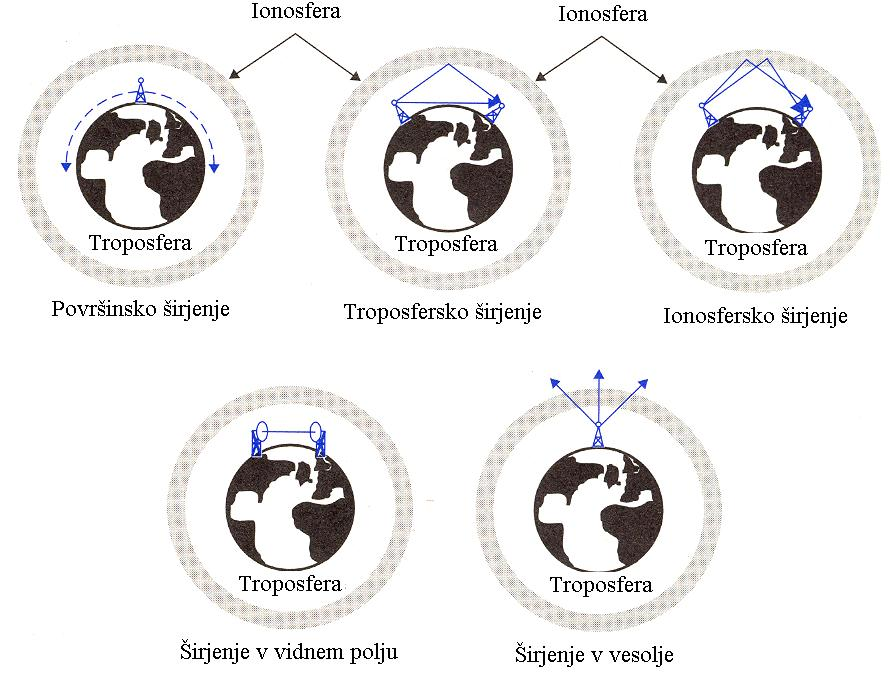 Ionosfera
Ionosfera
Troposfera
Troposfera
Troposfera
Površinsko širjenje
Troposfersko širjenje
Ionosfersko širjenje
Troposfera
Troposfera
Širjenje v vidnem polju
Širjenje v vesolje